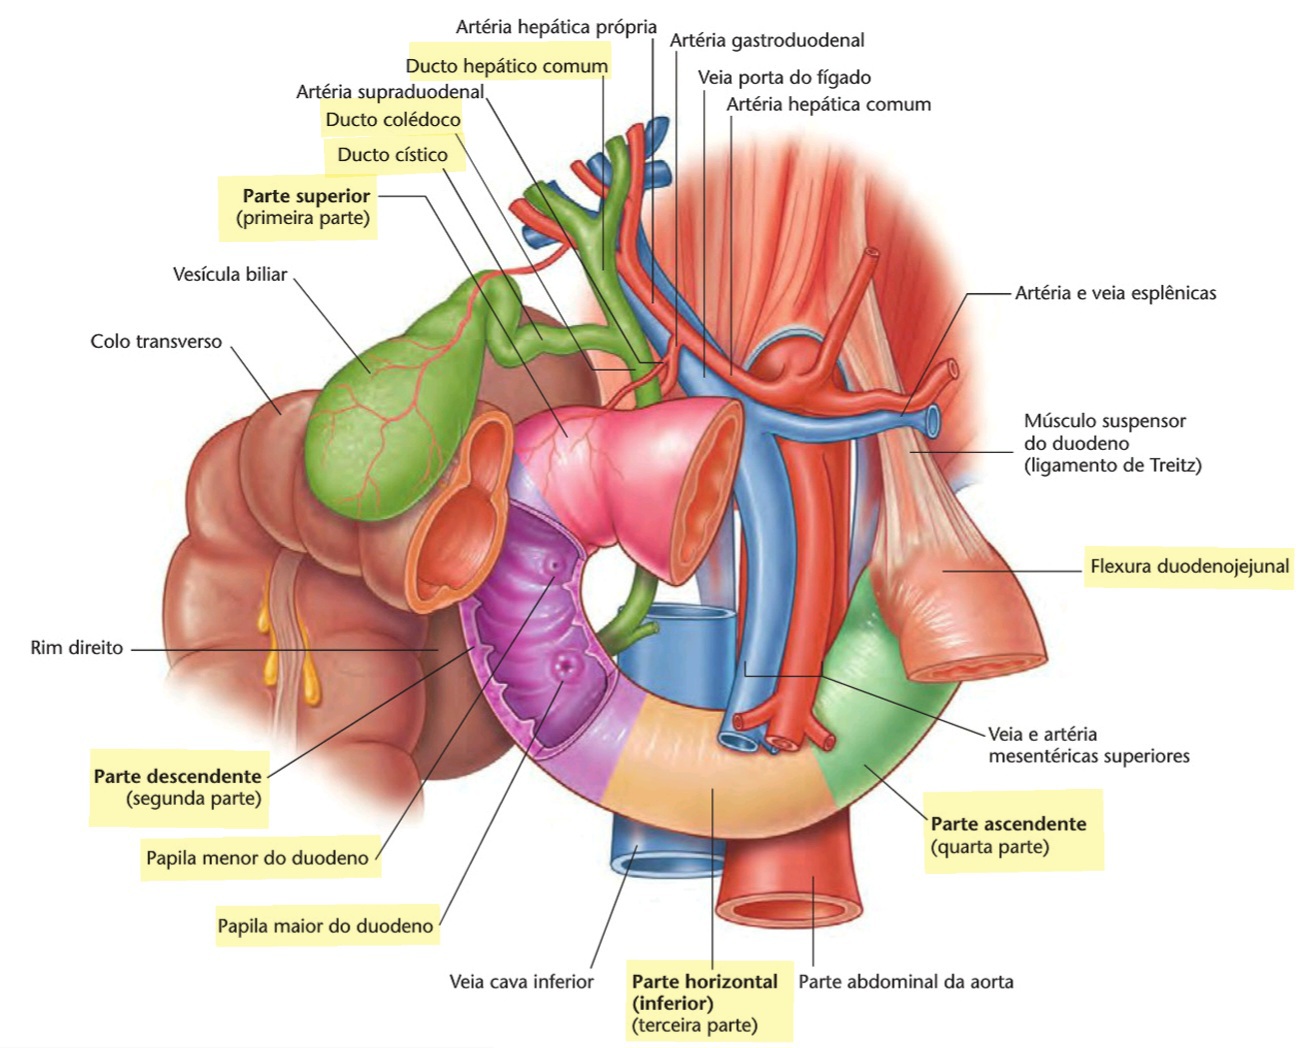 Artéria hepática própria
Artéria gastroduodenal
Ducto hepático comum
Veia porta do fígado
Artéria supraduodenal
Artéria hepática comum
Ducto colédoco
Ducto cístico
Parte superior
(primeira parte)
Vesícula biliar
Artéria e veia esplênicas
Colo transverso
Músculo suspensor
do duodeno
(ligamento de Treitz)
Flexura duodenojejunal
Rim direito
Veia e artéria
mesentéricas superiores
Parte descendente
(segunda parte)
Parte ascendente
(quarta parte)
Papila menor do duodeno
Papila maior do duodeno
Veia cava inferior
Parte horizontal
(inferior)
(terceira parte)
Parte abdominal da aorta